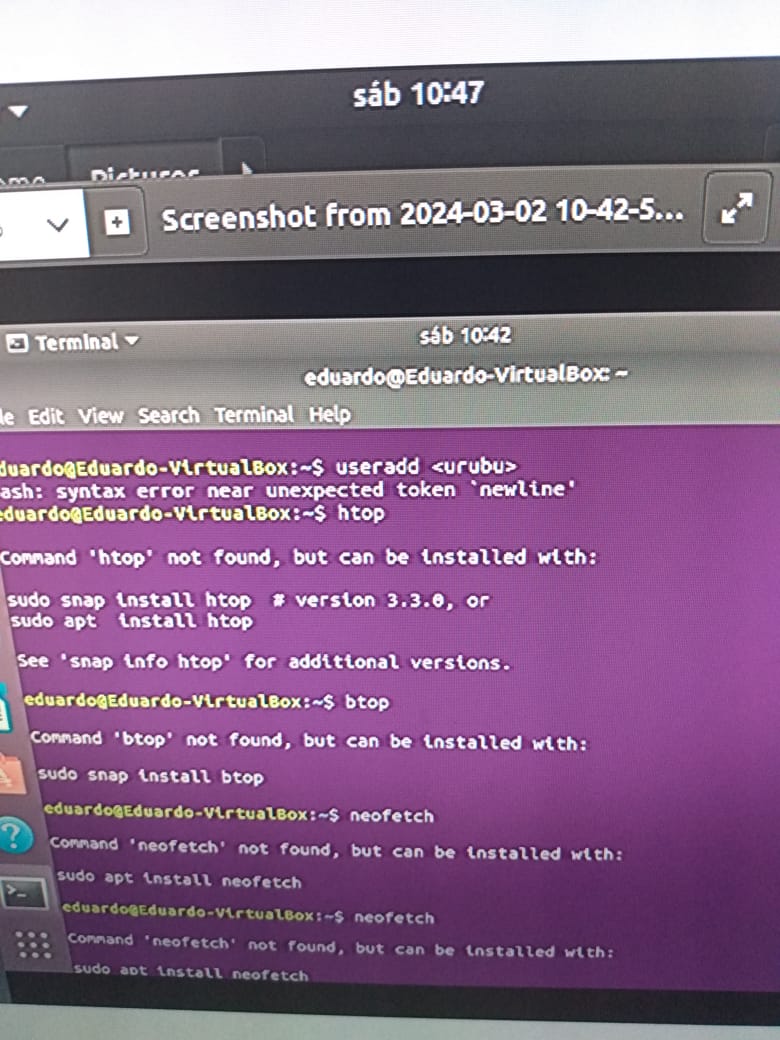 sáb 10:47
Pictures
Screenshot from 2024-03-02 10-42-5...
Terminal
sáb 10:42
eduardo@Eduardo-VirtualBox: ~
le Edit View Search Terminal Help
duardo@Eduardo-VirtualBox:~$ useradd <urubu>
ash: syntax error near unexpected token `newline'
eduardo@Eduardo-VirtualBox:~$ htop
Command 'htop' not found, but can be installed with:
sudo snap install htop # version 3.3.0, or
sudo apt install htop
See 'snap info htop' for additional versions.
eduardo@Eduardo-VirtualBox:~$ btop
Command 'btop' not found, but can be installed with:
sudo snap install btop
eduardo@Eduardo-VirtualBox:~$ neofetch
Command 'neofetch' not found, but can be installed with:
sudo apt install neofetch
eduardo@Eduardo-VirtualBox:~$ neofetch
Command 'neofetch' not found, but can be installed with:
sudo apt install neofetch